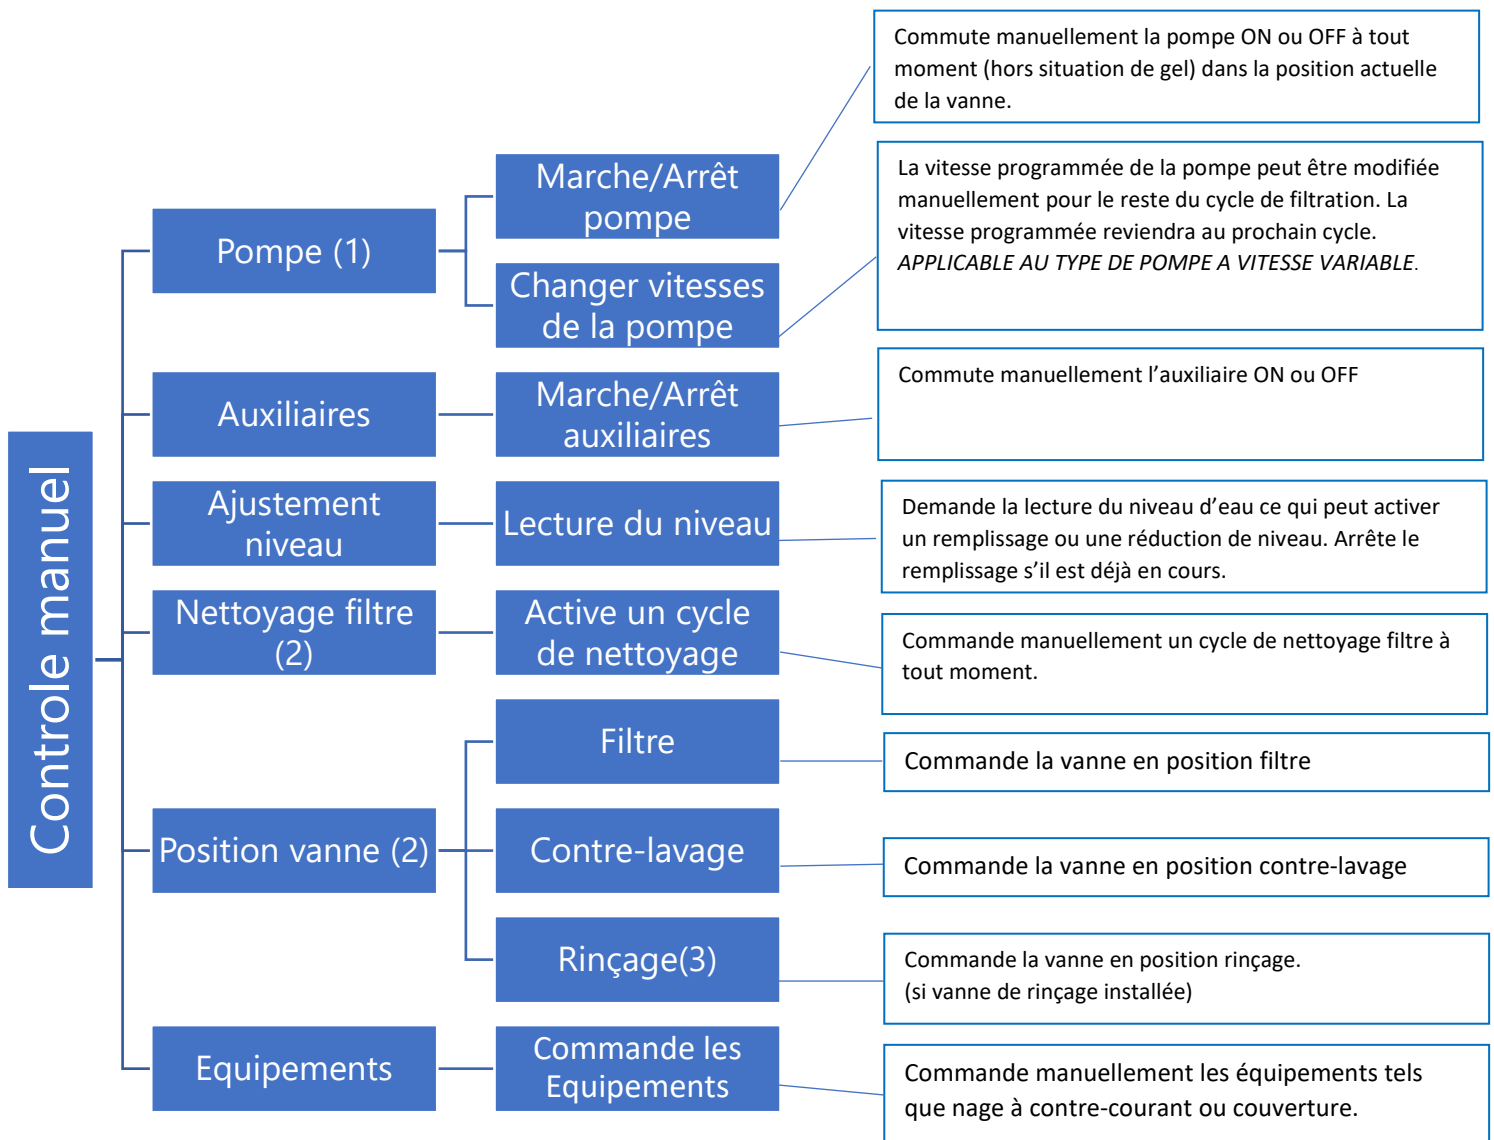 Controle manuel
Pompe (1)
Marche/Arrêt
pompe
Commute manuellement la pompe ON ou OFF à tout
moment (hors situation de gel) dans la position actuelle
de la vanne.
Changer vitesses
de la pompe
La vitesse programmée de la pompe peut être modifiée
manuellement pour le reste du cycle de filtration. La
vitesse programmée reviendra au prochain cycle.
APPLICABLE AU TYPE DE POMPE A VITESSE VARIABLE.
Auxiliaires
Marche/Arrêt
auxiliaires
Commute manuellement l’auxiliaire ON ou OFF
Ajustement
niveau
Lecture du niveau
Demande la lecture du niveau d’eau ce qui peut activer
un remplissage ou une réduction de niveau. Arrête le
remplissage s’il est déjà en cours.
Nettoyage filtre
(2)
Active un cycle
de nettoyage
Commande manuellement un cycle de nettoyage filtre à
tout moment.
Position vanne (2)
Filtre
Commande la vanne en position filtre
Contre-lavage
Commande la vanne en position contre-lavage
Rinçage(3)
Commande la vanne en position rinçage.
(si vanne de rinçage installée)
Equipements
Commande les
Equipements
Commande manuellement les équipements tels
que nage à contre-courant ou couverture.